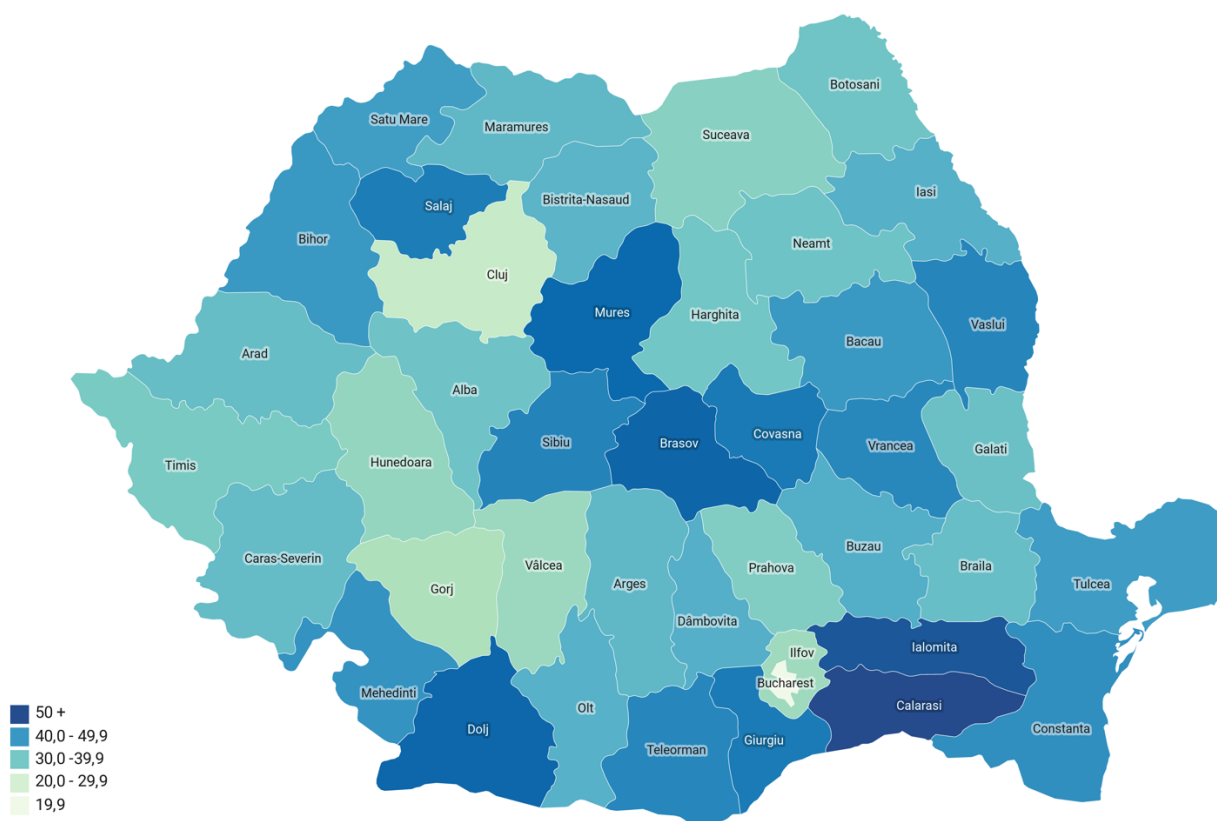 Botosani
Satu Mare
Maramures
Suceava
Iasi
Bistrita-Nasaud
Salaj
Bihor
Neamt
Cluj
Mures
Harghita
Vaslui
Bacau
Arad
Alba
Covasna
Sibiu
Brasov
Vrancea
Galati
Timis
Hunedoara
Buzau
Caras-Severin
Vâlcea
Prahova
Braila
Arges
Tulcea
Gorj
Dâmbovita
Ilfov
Ialomita
Bucharest
Mehedinti
Calarasi
Olt
Dolj
Constanta
Giurgiu
Teleorman
50 +
40,0 - 49,9
30,0 -39,9
20,0 - 29,9
19,9